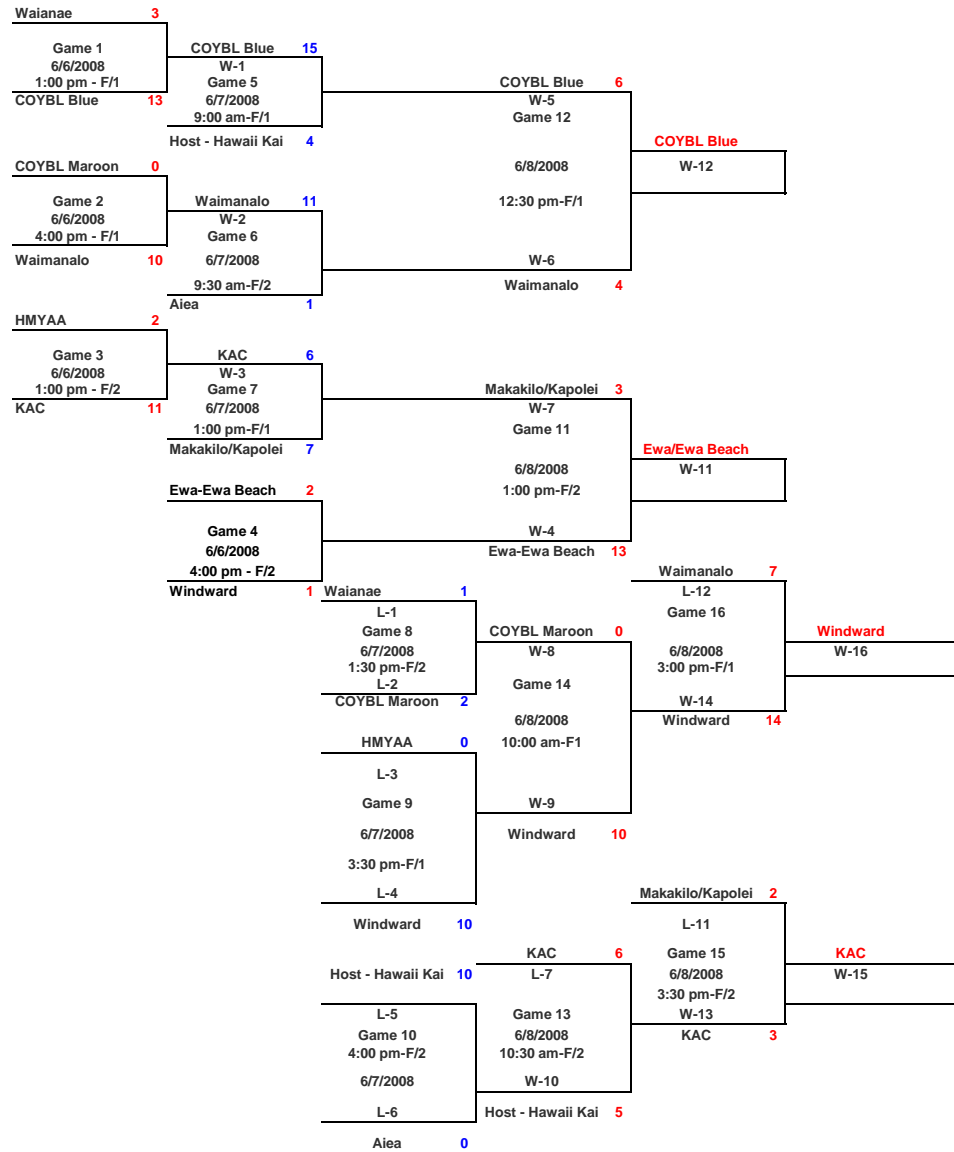 Waianae 3
Game 1
6/6/2008
1:00 pm - F/1
COYBL Blue 13
COYBL Blue 15
W-1
Game 5
6/7/2008
9:00 am-F/1
Host - Hawaii Kai 4
COYBL Maroon 0
Game 2
6/6/2008
4:00 pm - F/1
Waimanalo 10
Waimanalo 11
W-2
Game 6
6/7/2008
9:30 am-F/2
Aiea 1
COYBL Blue 6
W-5
Game 12
6/8/2008
12:30 pm-F/1
W-6
Waimanalo 4
COYBL Blue
W-12
HMYAA 2
Game 3
6/6/2008
1:00 pm - F/2
KAC 11
KAC 6
W-3
Game 7
6/7/2008
1:00 pm-F/1
Makakilo/Kapolei 7
Ewa-Ewa Beach 2
Game 4
6/6/2008
4:00 pm - F/2
Windward 1
Makakilo/Kapolei 3
W-7
Game 11
6/8/2008
1:00 pm-F/2
W-4
Ewa-Ewa Beach 13
Ewa/Ewa Beach
W-11
Waianae 1
L-1
Game 8
6/7/2008
1:30 pm-F/2
L-2
COYBL Maroon 2
HMYAA 0
L-3
Game 9
6/7/2008
3:30 pm-F/1
L-4
Windward 10
COYBL Maroon 0
W-8
Game 14
6/8/2008
10:00 am-F1
W-9
Windward 10
Waimanalo 7
L-12
Game 16
6/8/2008
3:00 pm-F/1
W-14
Windward 14
Windward
W-16
Host - Hawaii Kai 10
L-5
Game 10
4:00 pm-F/2
6/7/2008
L-6
Aiea 0
KAC 6
L-7
Game 13
6/8/2008
10:30 am-F/2
W-10
Host - Hawaii Kai 5
Makakilo/Kapolei 2
L-11
Game 15
6/8/2008
3:30 pm-F/2
W-13
KAC 3
KAC
W-15